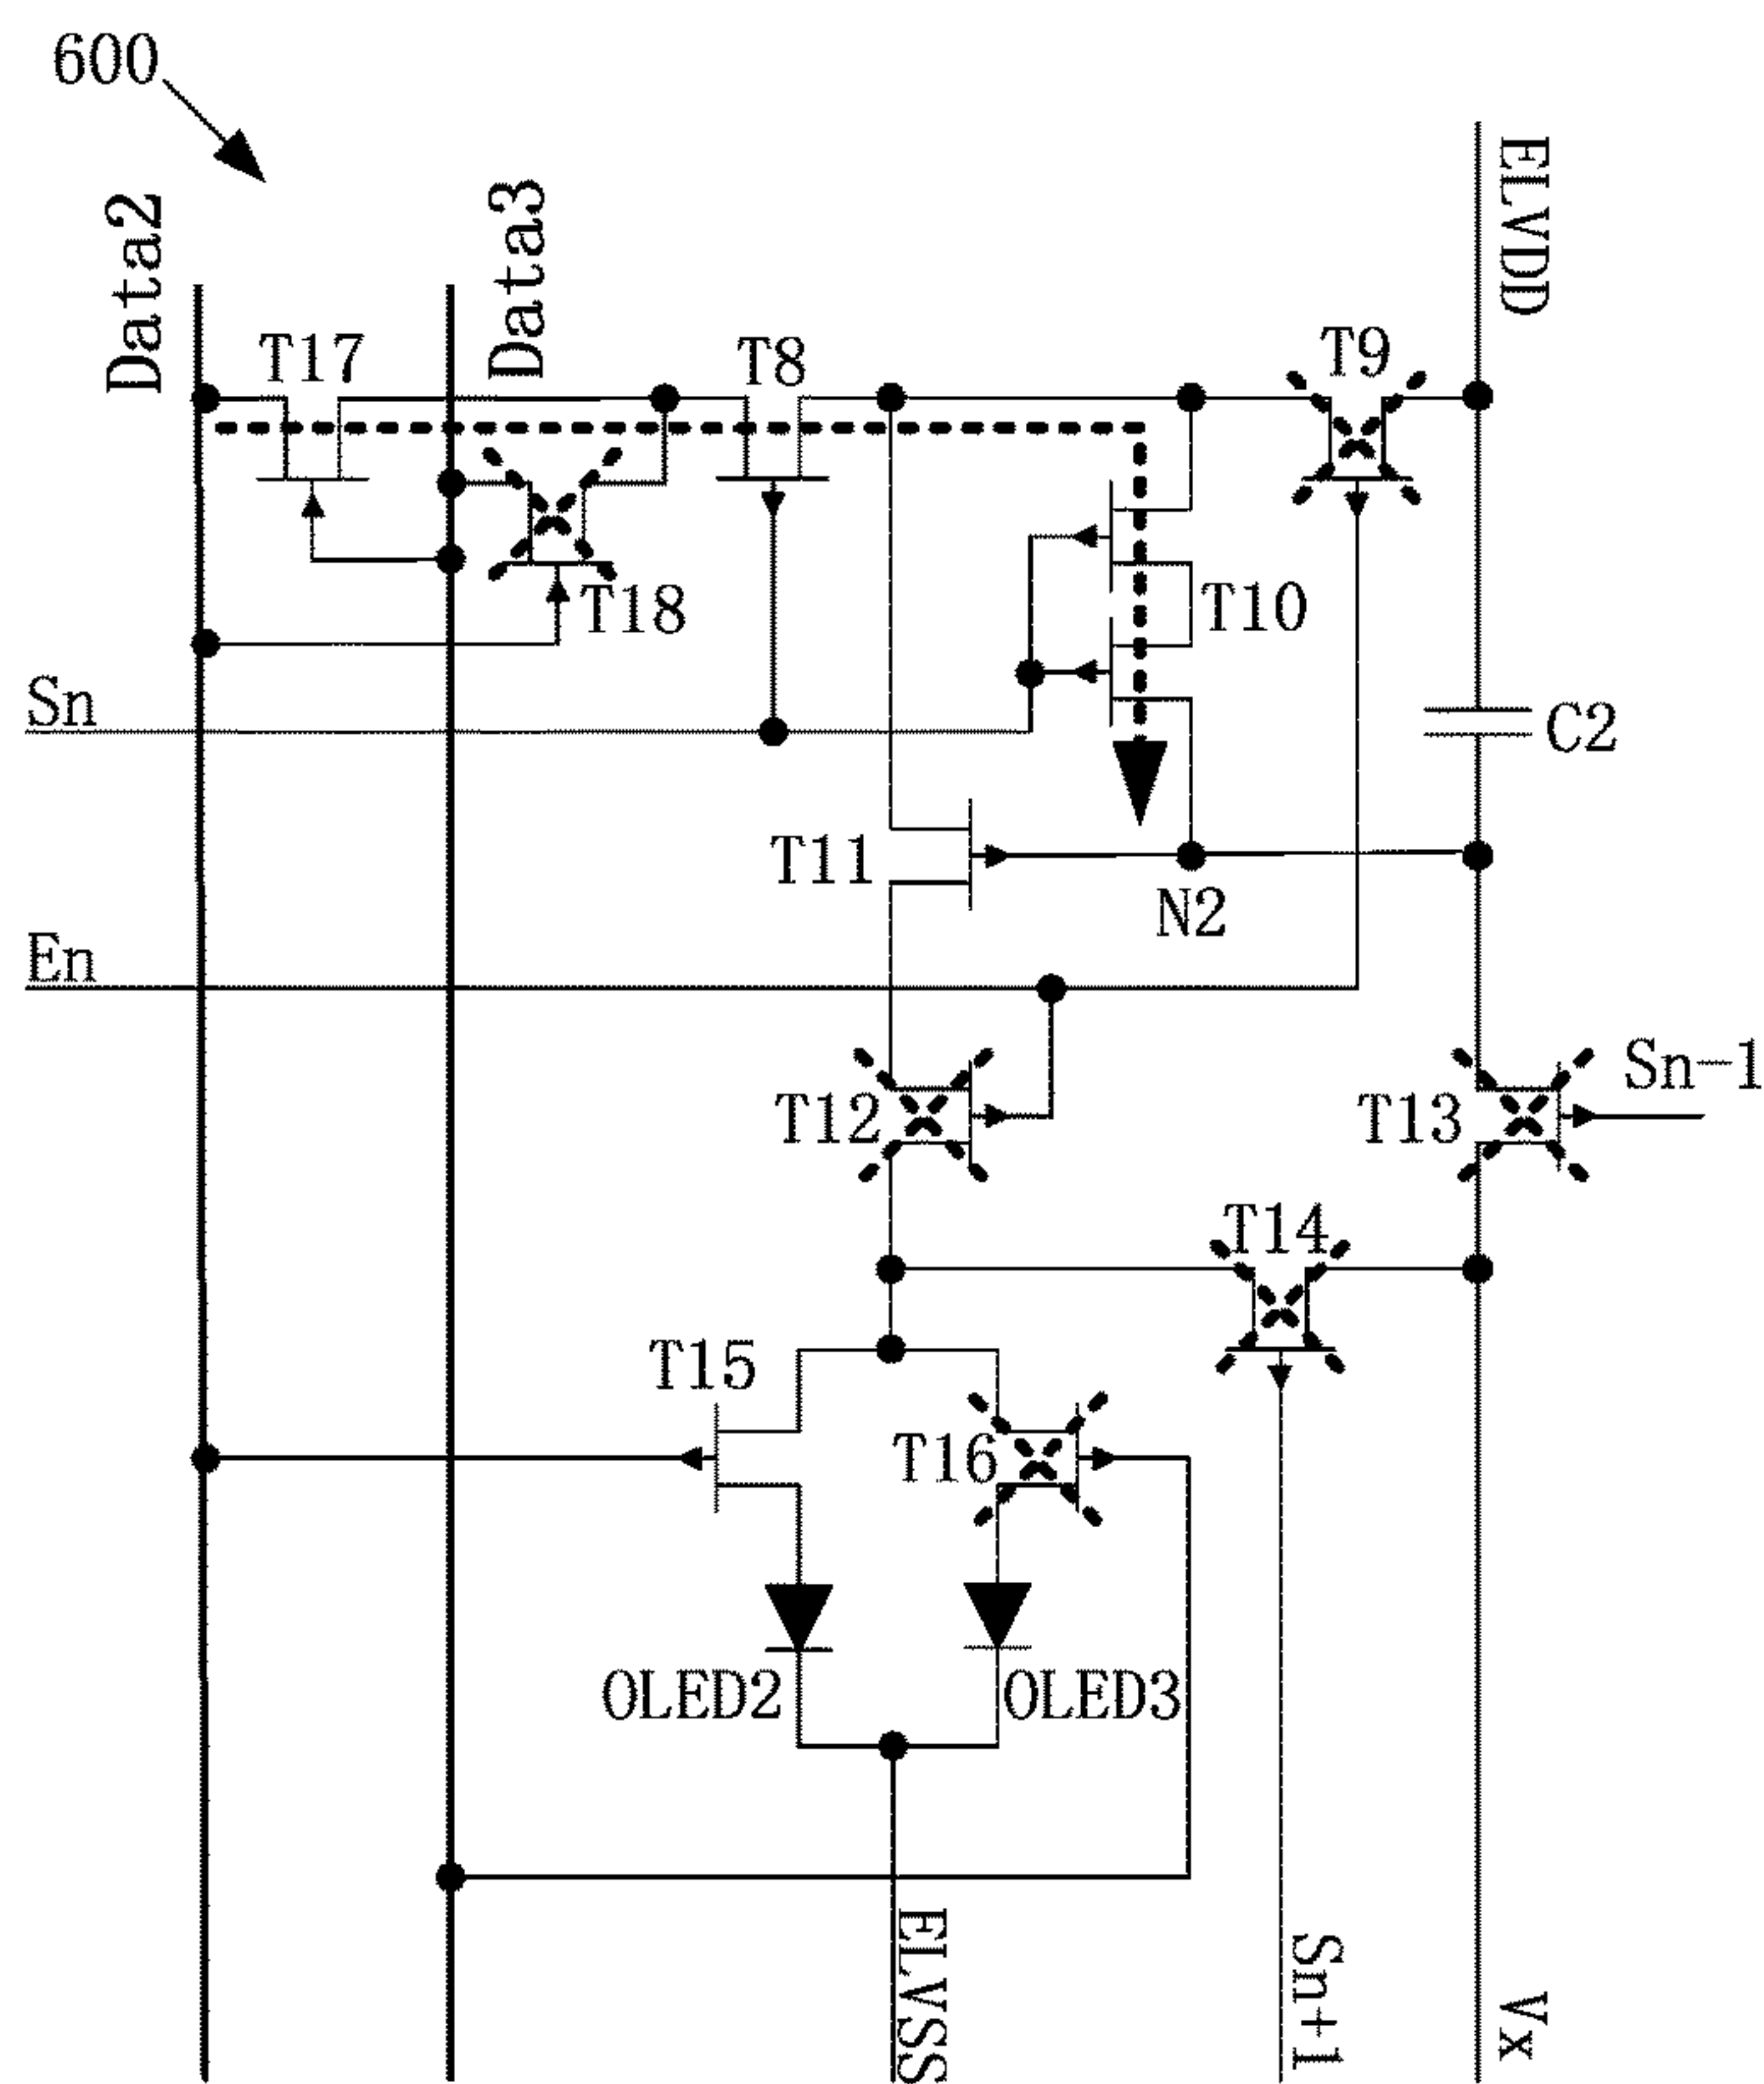 600
Data2
Data3
ELVDD
T17
T8
T9
T18
T10
Sn
C2
T11
N2
En
Sn-1
T12
T13
T14
T15
T16
OLED2
OLED3
ELVSS
Sn+1
Vx